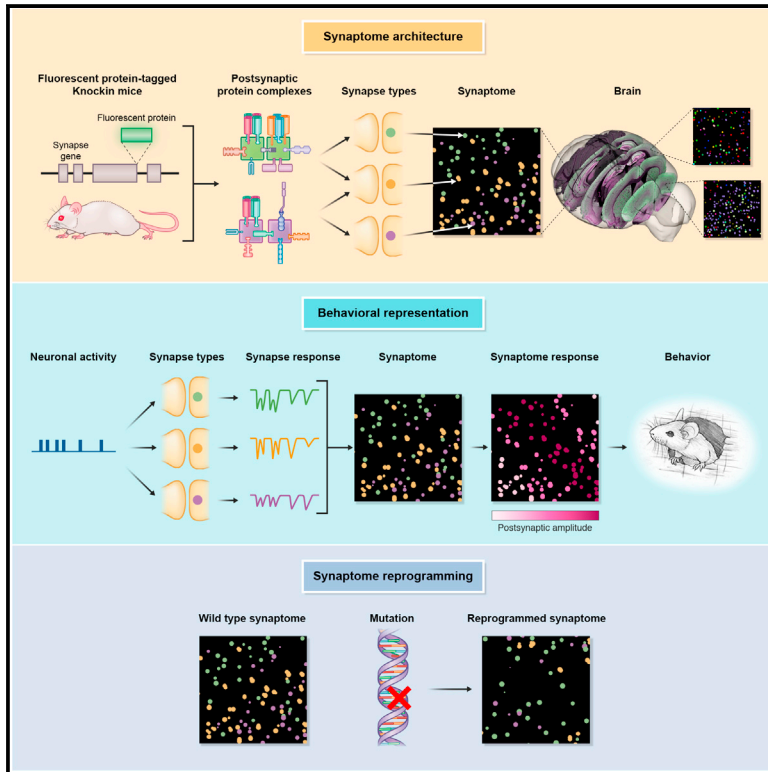 Synaptome architecture
Fluorescent protein-tagged
Knockin mice
Postsynaptic
protein complexes
Synapse types
Synaptome
Brain
Fluorescent protein
Synapse
gene
Behavioral representation
Neuronal activity
Synapse types
Synapse response
Synaptome
Synaptome response
Behavior
Postsynaptic amplitude
Synaptome reprogramming
Wild type synaptome
Mutation
Reprogrammed synaptome